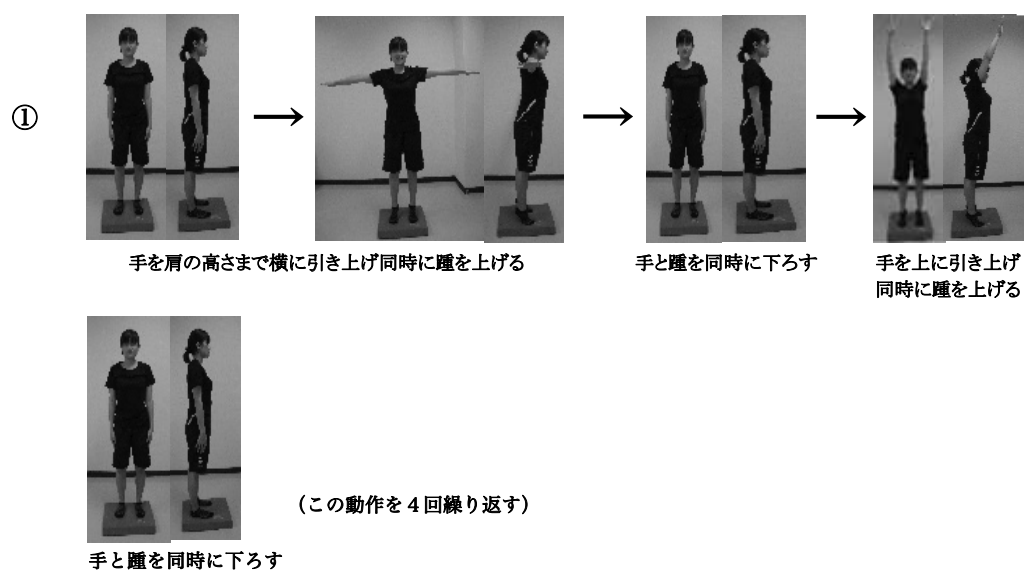 ①
手を肩の高さまで横に引き上げ同時に踵を上げる
手と踵を同時に下ろす
手を上に引き上げ
同時に踵を上げる
(この動作を4回繰り返す)
手と踵を同時に下ろす